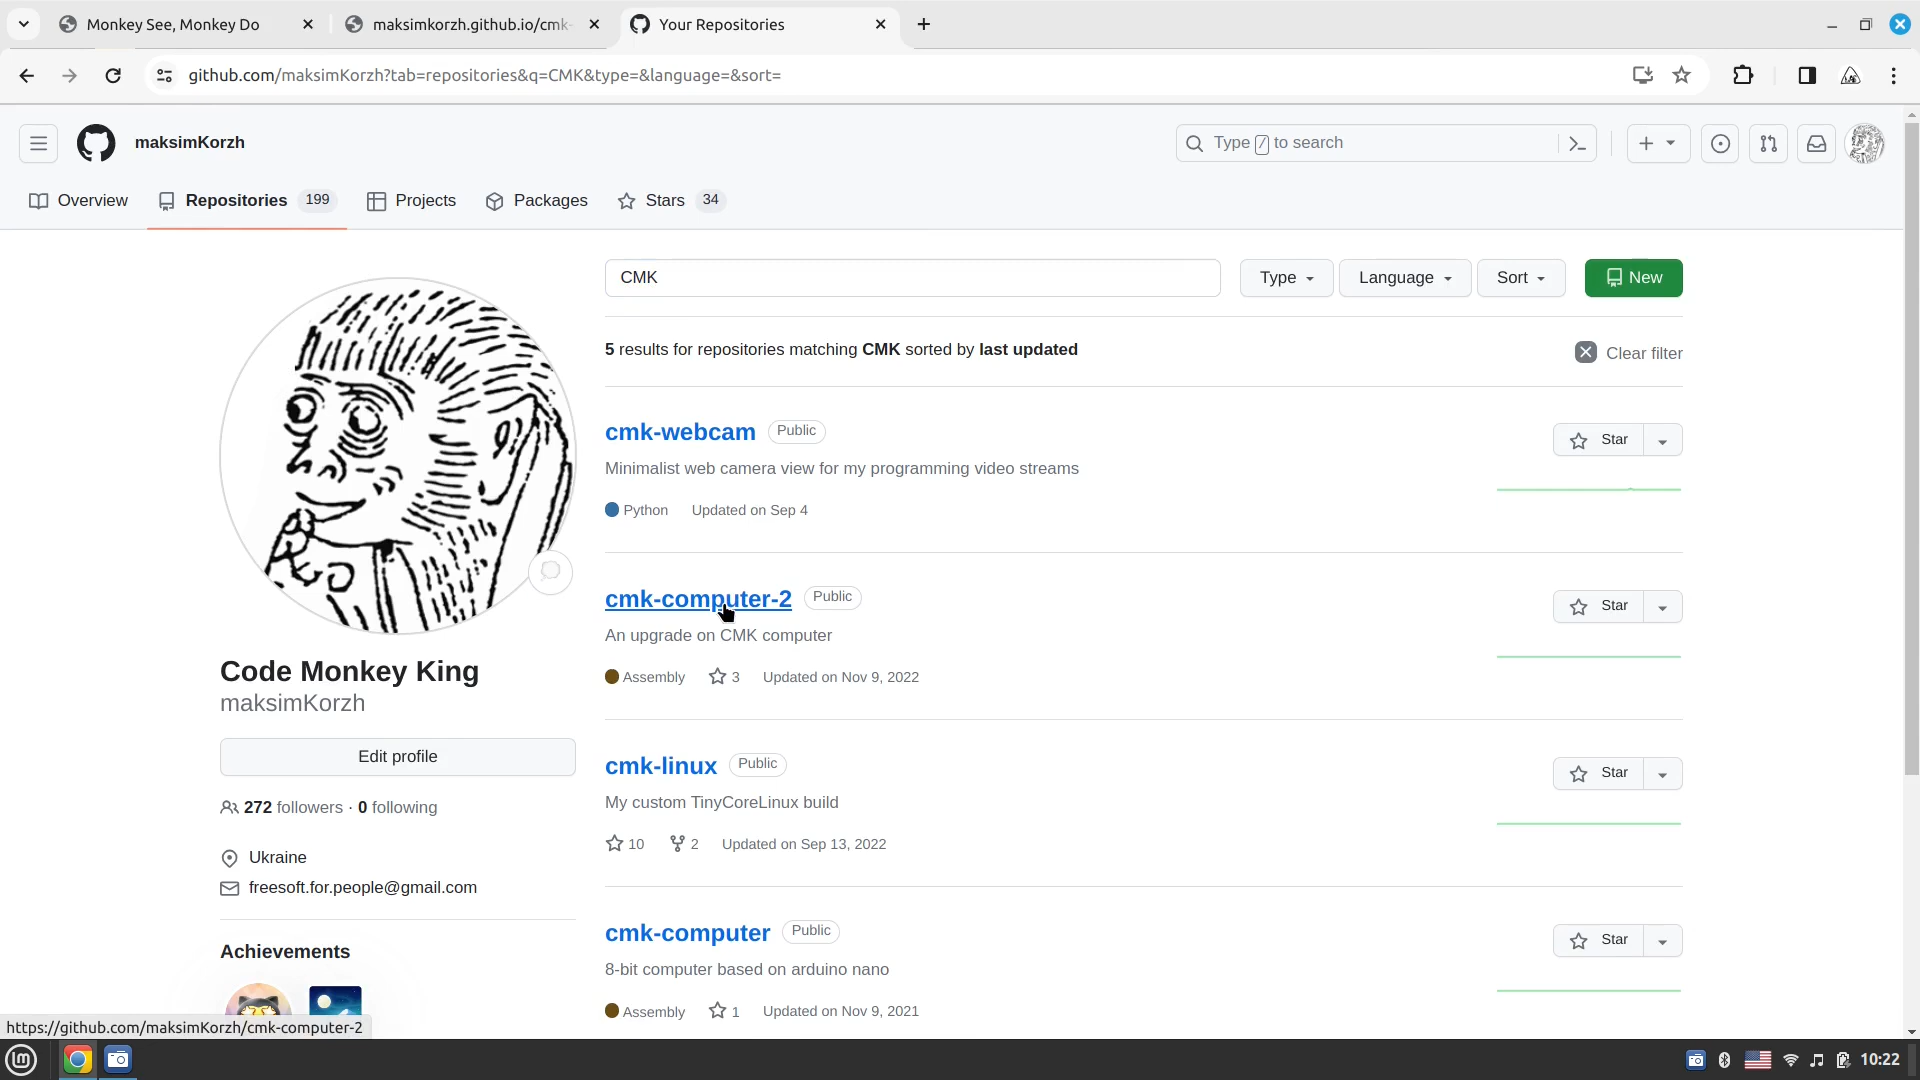 Monkey See, Monkey Do
maksimkorzh.github.io/cmk-
Your Repositories
github.com/maksimKorzh?tab=repositories&q=CMK&type=&language=&sort=
maksimKorzh
Type / to search
Overview
Repositories 199
Projects
Packages
Stars 34
CMK
Type
Language
Sort
New
5 results for repositories matching CMK sorted by last updated
Clear filter
cmk-webcam Public
Star
Minimalist web camera view for my programming video streams
Python Updated on Sep 4
cmk-computer-2 Public
Star
An upgrade on CMK computer
Assembly 3 Updated on Nov 9, 2022
cmk-linux Public
Star
My custom TinyCoreLinux build
10 2 Updated on Sep 13, 2022
cmk-computer Public
Star
8-bit computer based on arduino nano
Assembly 1 Updated on Nov 9, 2021
Code Monkey King
maksimKorzh
Edit profile
272 followers · 0 following
Ukraine
freesoft.for.people@gmail.com
Achievements
https://github.com/maksimKorzh/cmk-computer-2
lm
10:22